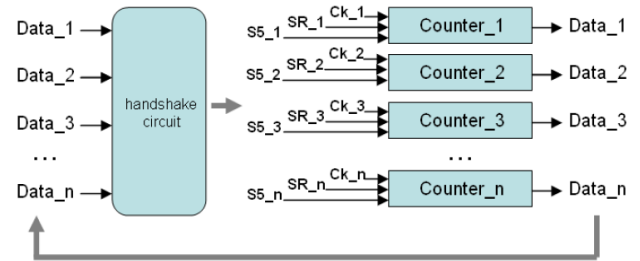 Data_1
Data_2
Data_3
...
Data_n
handshake
circuit
S5_1 SR_1 Ck_1 Counter_1 Data_1
S5_2 SR_2 Ck_2 Counter_2 Data_2
S5_3 SR_3 Ck_3 Counter_3 Data_3
...
S5_n SR_n Ck_n Counter_n Data_n